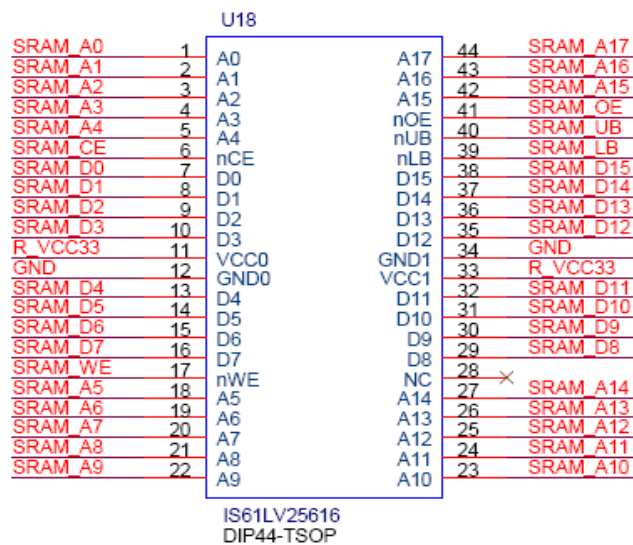 U18
SRAM_A0 1 A0 A17 44 SRAM_A17
SRAM_A1 2 A1 A16 43 SRAM_A16
SRAM_A2 3 A2 A15 42 SRAM_A15
SRAM_A3 4 A3 nOE 41 SRAM_OE
SRAM_A4 5 A4 nUB 40 SRAM_UB
SRAM_CE 6 nCE nLB 39 SRAM_LB
SRAM_D0 7 D0 D15 38 SRAM_D15
SRAM_D1 8 D1 D14 37 SRAM_D14
SRAM_D2 9 D2 D13 36 SRAM_D13
SRAM_D3 10 D3 D12 35 SRAM_D12
R_VCC33 11 VCC0 GND1 34 GND
GND 12 GND0 VCC1 33 R_VCC33
SRAM_D4 13 D4 D11 32 SRAM_D11
SRAM_D5 14 D5 D10 31 SRAM_D10
SRAM_D6 15 D6 D9 30 SRAM_D9
SRAM_D7 16 D7 D8 29 SRAM_D8
SRAM_WE 17 nWE NC 28
SRAM_A5 18 A5 A14 27 SRAM_A14
SRAM_A6 19 A6 A13 26 SRAM_A13
SRAM_A7 20 A7 A12 25 SRAM_A12
SRAM_A8 21 A8 A11 24 SRAM_A11
SRAM_A9 22 A9 A10 23 SRAM_A10
IS61LV25616
DIP44-TSOP